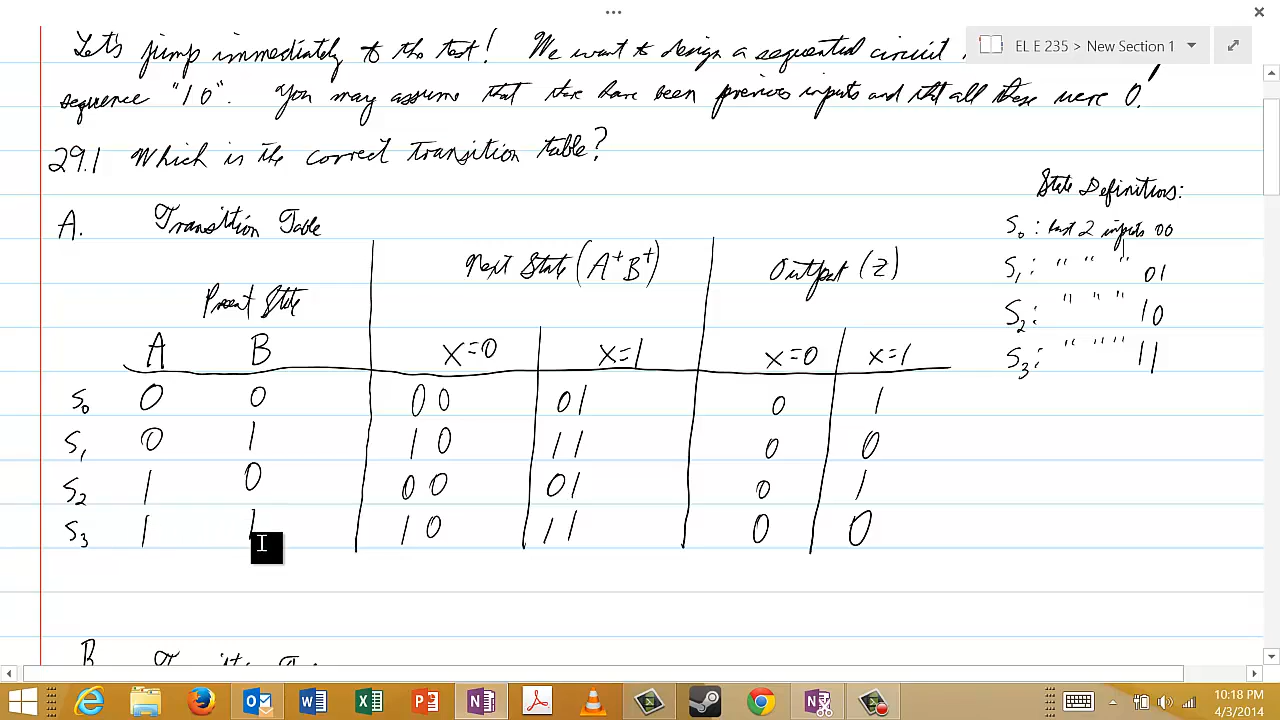 EL E 235 > New Section 1
Let's jump immediately to the test! We want to design a sequential circuit
sequence "10". You may assume that there have been previous inputs and that all these were 0.
29.1 Which is the correct transition table?
State Definitions:
A. Transition Table
S0: Last 2 inputs 00
Next State (A+B+) Output (Z)
S1: " " " 01
Present State
S2: " " " 10
A B X=0 X=1 X=0 X=1
S3: " " " 11
S0 0 0 00 01 0 1
S1 0 1 10 11 0 0
S2 1 0 00 01 0 1
S3 1 1 10 11 0 0
B
10:18 PM
4/3/2014